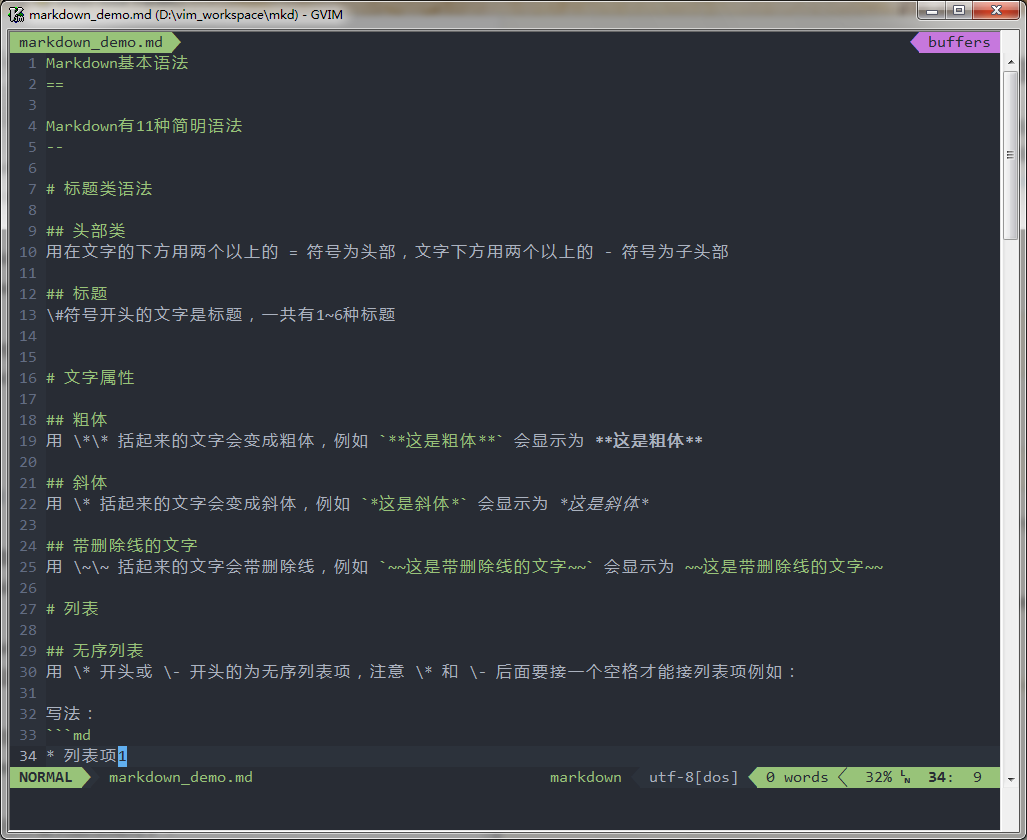 markdown_demo.md (D:\vim_workspace\mkd) - GVIM
markdown_demo.md buffers
1 Markdown基本语法
2 ==
3
4 Markdown有11种简明语法
5 --
6
7 # 标题类语法
8
9 ## 头部类
10 用在文字的下方用两个以上的 = 符号为头部，文字下方用两个以上的 - 符号为子头部
11
12 ## 标题
13 \#符号开头的文字是标题，一共有1~6种标题
14
15
16 # 文字属性
17
18 ## 粗体
19 用 \*\* 括起来的文字会变成粗体，例如 `**这是粗体**` 会显示为 **这是粗体**
20
21 ## 斜体
22 用 \* 括起来的文字会变成斜体，例如 `*这是斜体*` 会显示为 *这是斜体*
23
24 ## 带删除线的文字
25 用 \~\~ 括起来的文字会带删除线，例如 `~~这是带删除线的文字~~` 会显示为 ~~这是带删除线的文字~~
26
27 # 列表
28
29 ## 无序列表
30 用 \* 开头或 \- 开头的为无序列表项，注意 \* 和 \- 后面要接一个空格才能接列表项例如：
31
32 写法：
33 ```md
34 * 列表项1
NORMAL markdown_demo.md markdown utf-8[dos] 0 words 32% ␤ 34: 9